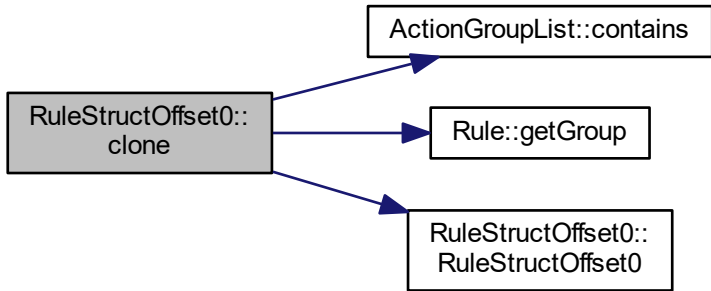 RuleStructOffset0::
clone
ActionGroupList::contains
Rule::getGroup
RuleStructOffset0::
RuleStructOffset0